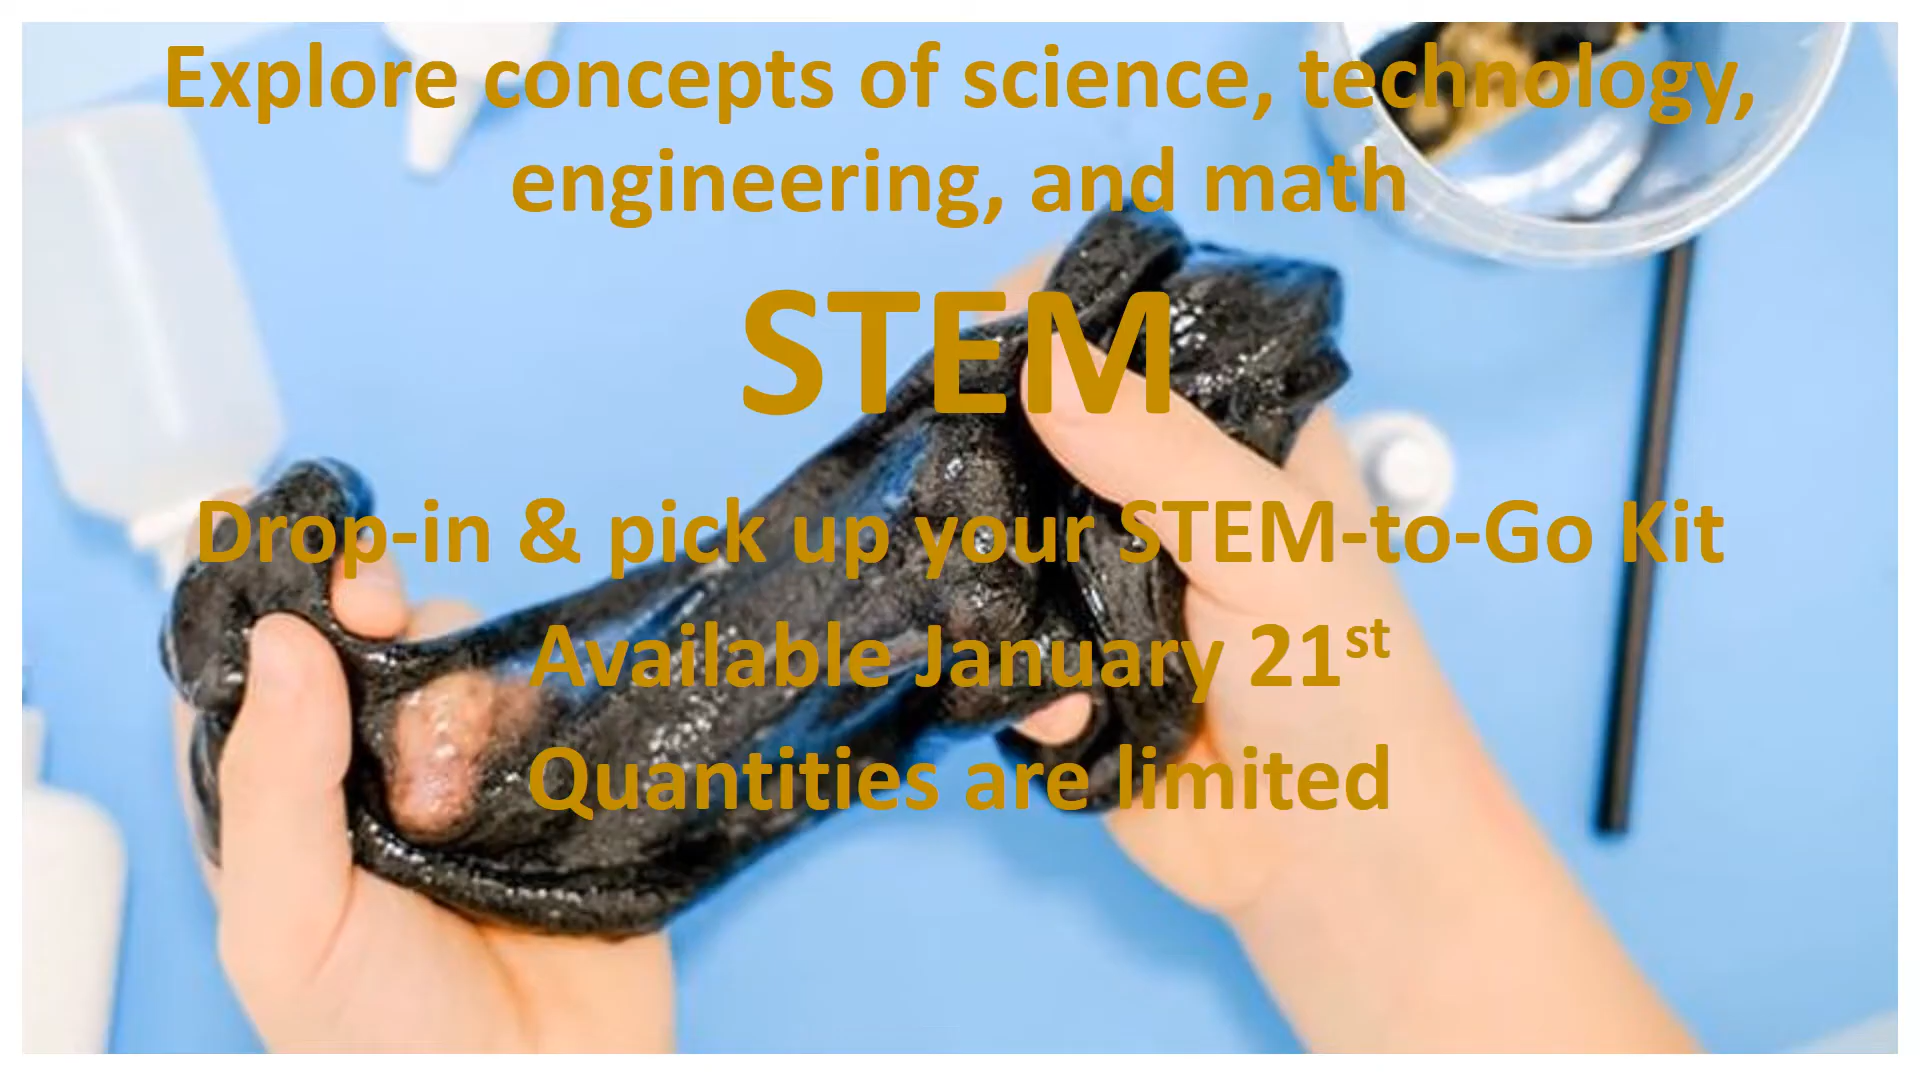 Explore concepts of science, technology,
engineering, and math
STEM
Drop-in & pick up your STEM-to-Go Kit
Available January 21st
Quantities are limited